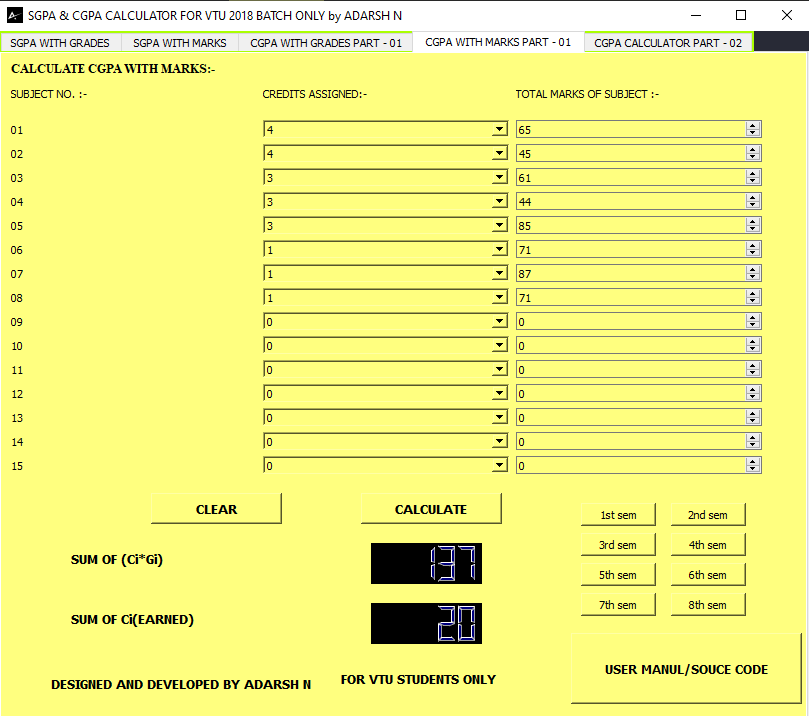 SGPA & CGPA CALCULATOR FOR VTU 2018 BATCH ONLY by ADARSH N
SGPA WITH GRADES SGPA WITH MARKS CGPA WITH GRADES PART - 01 CGPA WITH MARKS PART - 01 CGPA CALCULATOR PART - 02
CALCULATE CGPA WITH MARKS:-
SUBJECT NO. :- CREDITS ASSIGNED:- TOTAL MARKS OF SUBJECT :-
01 4 65
02 4 45
03 3 61
04 3 44
05 3 85
06 1 71
07 1 87
08 1 71
09 0 0
10 0 0
11 0 0
12 0 0
13 0 0
14 0 0
15 0 0
CLEAR CALCULATE
1st sem 2nd sem
3rd sem 4th sem
5th sem 6th sem
7th sem 8th sem
SUM OF (Ci*Gi) 137
SUM OF Ci(EARNED) 20
USER MANUL/SOUCE CODE
DESIGNED AND DEVELOPED BY ADARSH N FOR VTU STUDENTS ONLY